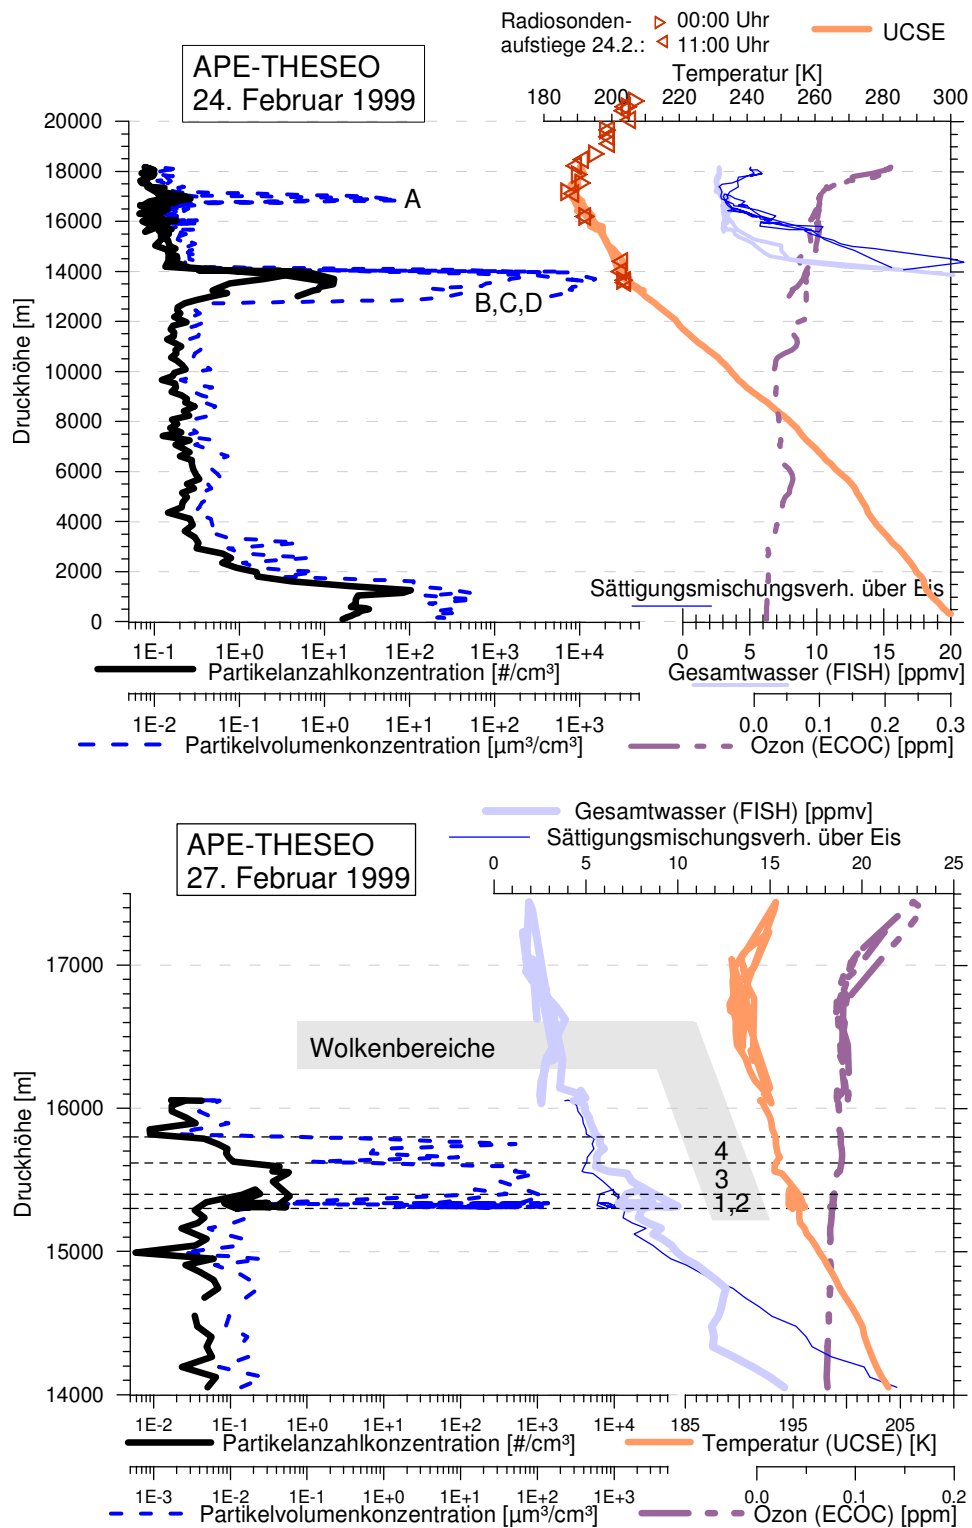 Radiosonden-
aufstiege 24.2.:
00:00 Uhr
11:00 Uhr
UCSE
APE-THESEO
24. Februar 1999
Temperatur [K]
180 200 220 240 260 280 300
20000
18000
16000
14000
12000
10000
8000
6000
4000
2000
0
Druckhöhe [m]
A
B,C,D
Sättigungsmischungsverh. über Eis
1E-1 1E+0 1E+1 1E+2 1E+3 1E+4
0 5 10 15 20
Partikelanzahlkonzentration [#/cm³]
Gesamtwasser (FISH) [ppmv]
1E-2 1E-1 1E+0 1E+1 1E+2 1E+3
0.0 0.1 0.2 0.3
Partikelvolumenkonzentration [µm³/cm³]
Ozon (ECOC) [ppm]
Gesamtwasser (FISH) [ppmv]
Sättigungsmischungsverh. über Eis
APE-THESEO
27. Februar 1999
0 5 10 15 20 25
17000
16000
15000
14000
Druckhöhe [m]
Wolkenbereiche
4
3
1,2
1E-2 1E-1 1E+0 1E+1 1E+2 1E+3 1E+4
185 195 205
Partikelanzahlkonzentration [#/cm³]
Temperatur (UCSE) [K]
1E-3 1E-2 1E-1 1E+0 1E+1 1E+2 1E+3
0.0 0.1 0.2
Partikelvolumenkonzentration [µm³/cm³]
Ozon (ECOC) [ppm]